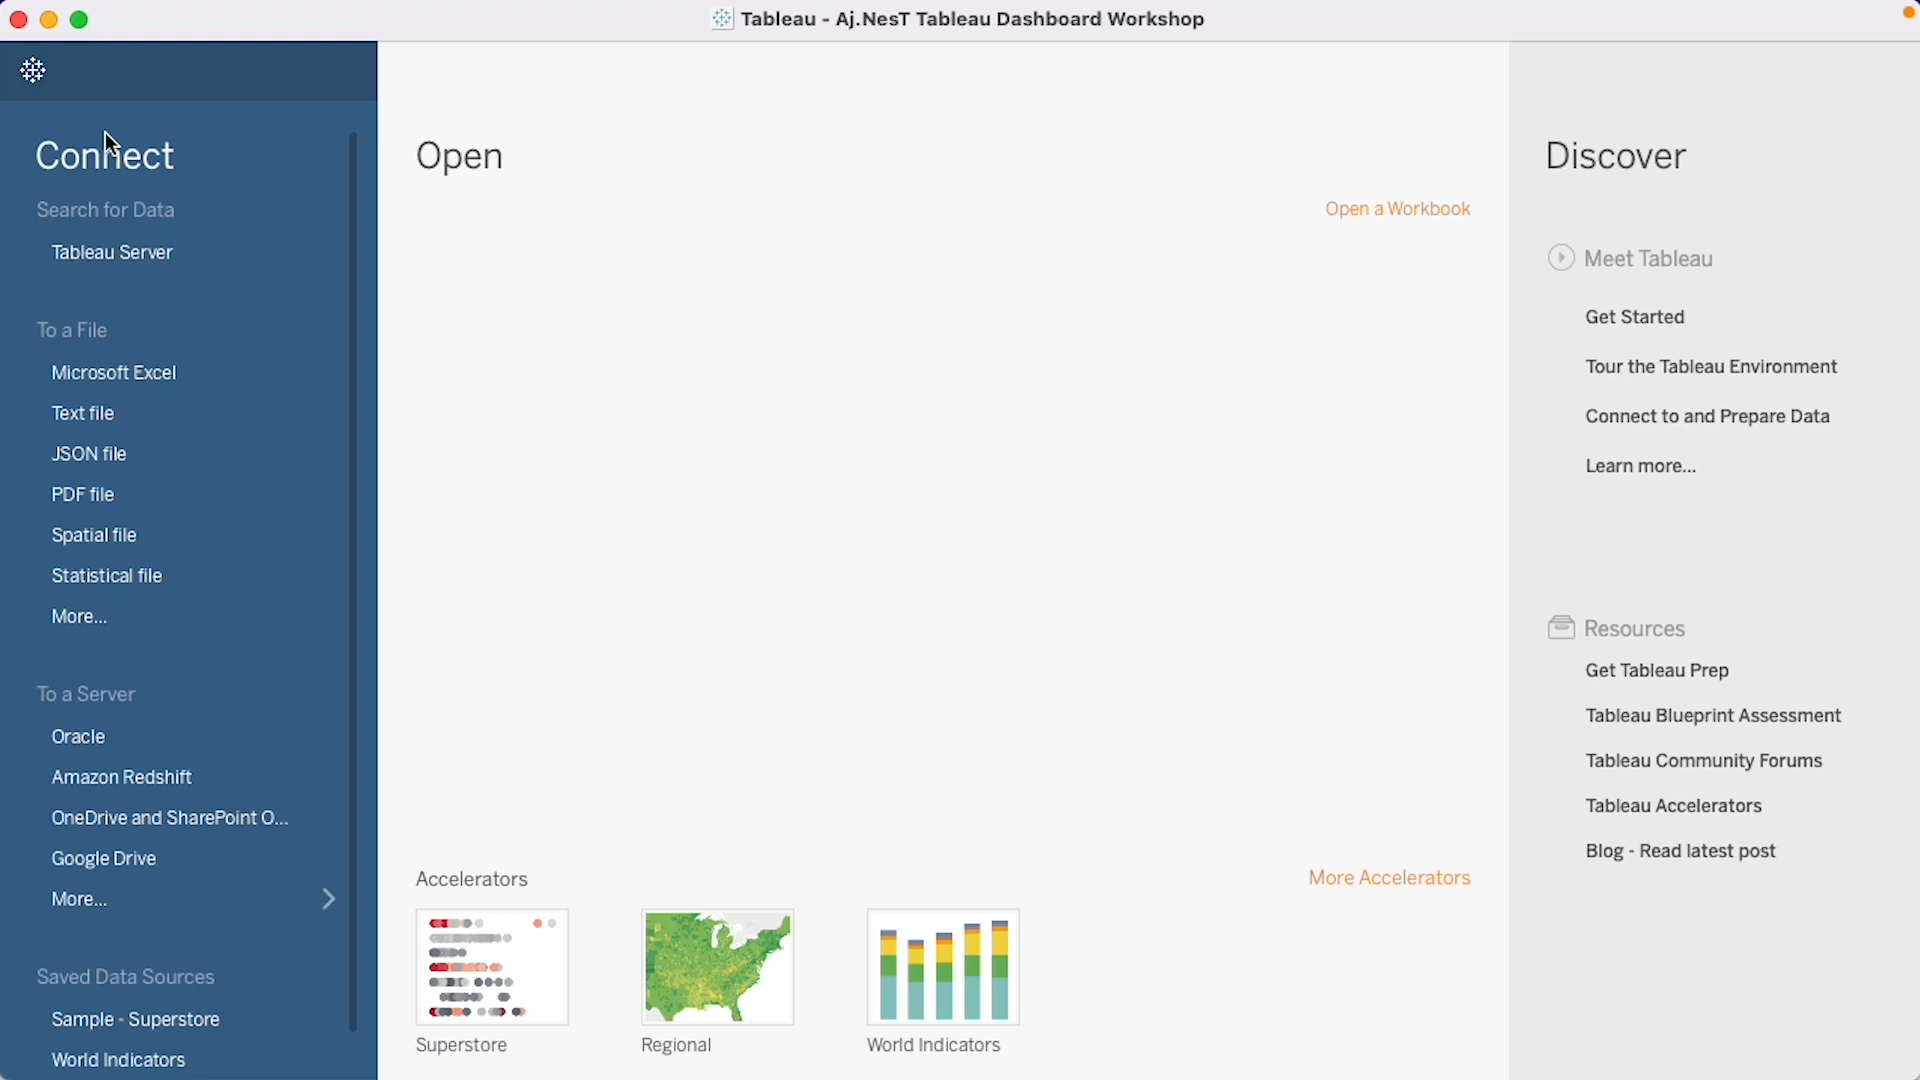 Tableau - Aj.NesT Tableau Dashboard Workshop
Connect
Search for Data
Tableau Server
To a File
Microsoft Excel
Text file
JSON file
PDF file
Spatial file
Statistical file
More...
To a Server
Oracle
Amazon Redshift
OneDrive and SharePoint O...
Google Drive
More...
Saved Data Sources
Sample - Superstore
World Indicators
Open
Open a Workbook
Accelerators
More Accelerators
Superstore
Regional
World Indicators
Discover
Meet Tableau
Get Started
Tour the Tableau Environment
Connect to and Prepare Data
Learn more...
Resources
Get Tableau Prep
Tableau Blueprint Assessment
Tableau Community Forums
Tableau Accelerators
Blog - Read latest post